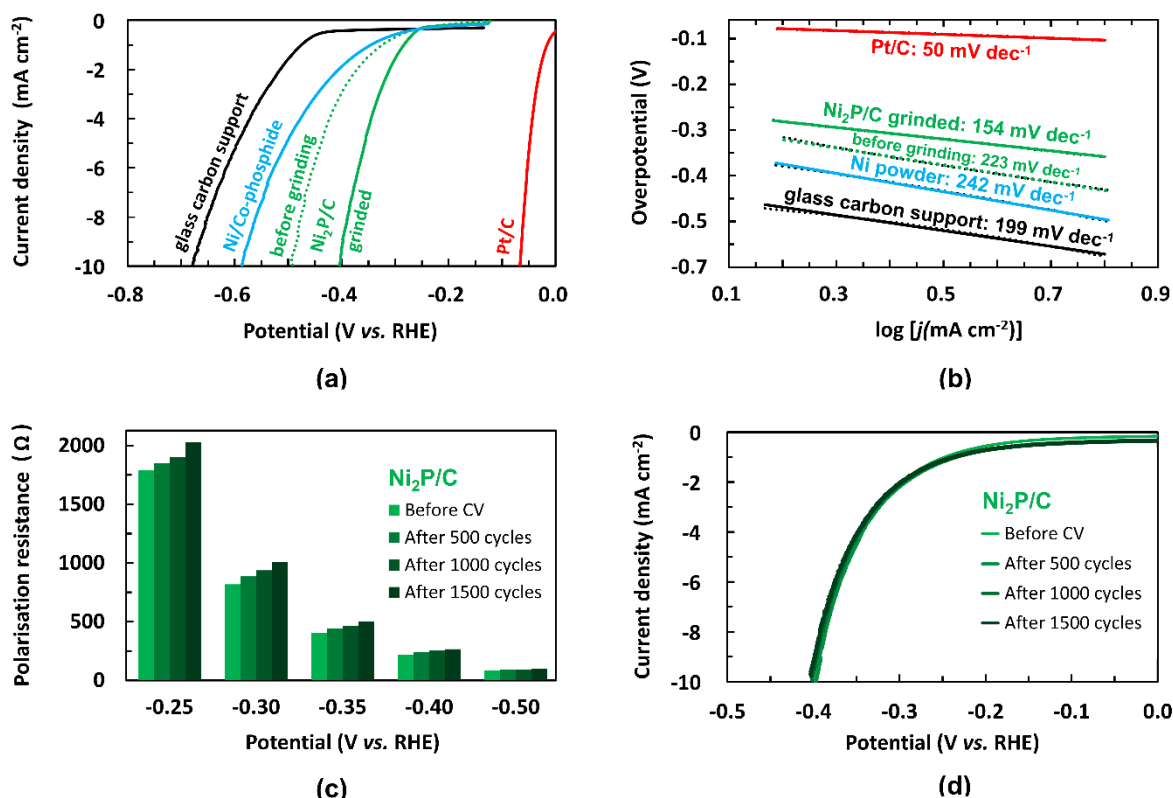 Current density (mA cm⁻²)
0
-2
-4
-6
-8
-10
glass carbon support
Ni/Co-phosphide
before grinding
Ni₂P/C
grinded
Pt/C
-0.8
-0.6
-0.4
-0.2
0.0
Potential (V vs. RHE)
(a)
Overpotential (V)
-0.1
-0.3
-0.5
-0.7
Pt/C: 50 mV dec⁻¹
Ni₂P/C grinded: 154 mV dec⁻¹
before grinding: 223 mV dec⁻¹
Ni powder: 242 mV dec⁻¹
glass carbon support: 199 mV dec⁻¹
0.1
0.3
0.5
0.7
0.9
log [j(mA cm⁻²)]
(b)
Polarisation resistance (Ω)
2000
1500
1000
500
0
Ni₂P/C
Before CV
After 500 cycles
After 1000 cycles
After 1500 cycles
-0.25
-0.30
-0.35
-0.40
-0.50
Potential (V vs. RHE)
(c)
Current density (mA cm⁻²)
0
-2
-4
-6
-8
-10
Ni₂P/C
Before CV
After 500 cycles
After 1000 cycles
After 1500 cycles
-0.5
-0.4
-0.3
-0.2
-0.1
0.0
Potential (V vs. RHE)
(d)